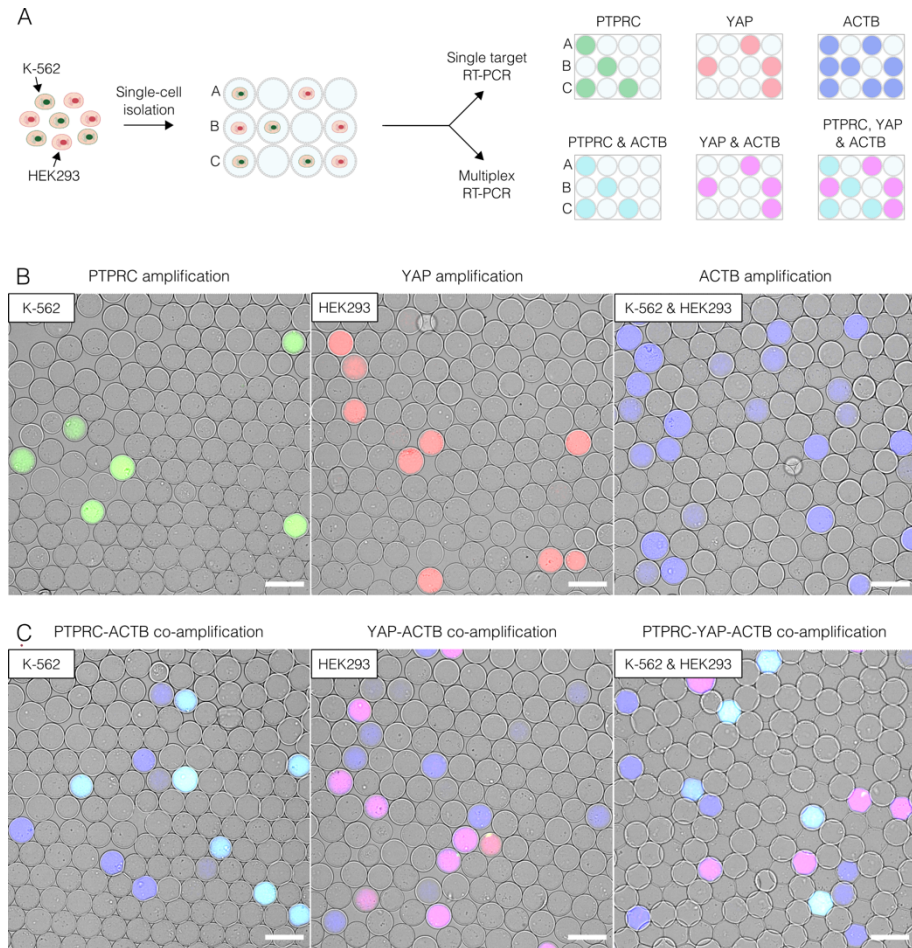 A
K-562
HEK293
Single-cell
isolation
A
B
C
Single target
RT-PCR
Multiplex
RT-PCR
PTPRC
YAP
ACTB
A
B
C
PTPRC & ACTB
YAP & ACTB
PTPRC, YAP
& ACTB
A
B
C
B
PTPRC amplification
YAP amplification
ACTB amplification
K-562
HEK293
K-562 & HEK293
C
PTPRC-ACTB co-amplification
YAP-ACTB co-amplification
PTPRC-YAP-ACTB co-amplification
K-562
HEK293
K-562 & HEK293